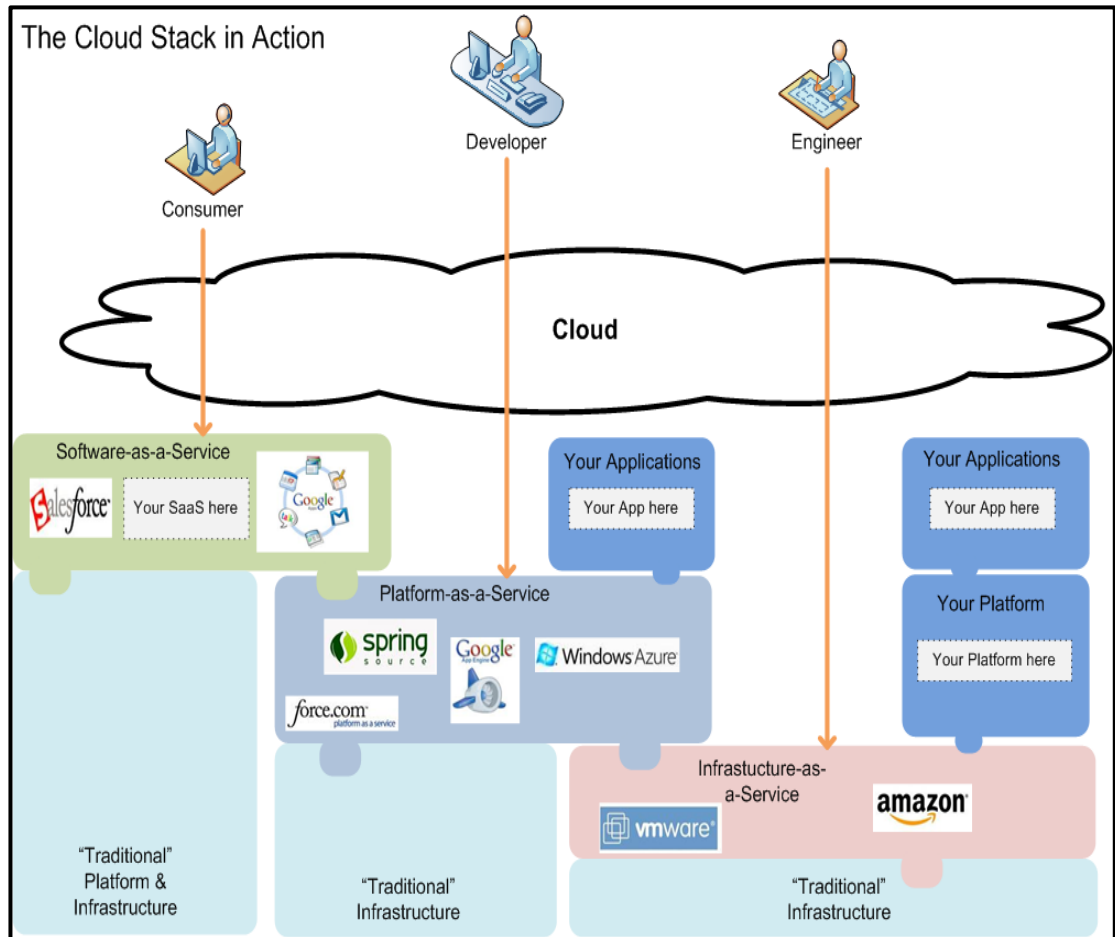 The Cloud Stack in Action
Consumer
Developer
Engineer
Cloud
Software-as-a-Service
salesforce
Your SaaS here
Google
talk
Your Applications
Your App here
Your Applications
Your App here
Platform-as-a-Service
spring
source
Google
App Engine
Windows Azure
force.com
platform as a service
Your Platform
Your Platform here
Infrastucture-as-
a-Service
vmware
amazon
“Traditional”
Platform &
Infrastructure
“Traditional”
Infrastructure
“Traditional”
Infrastructure